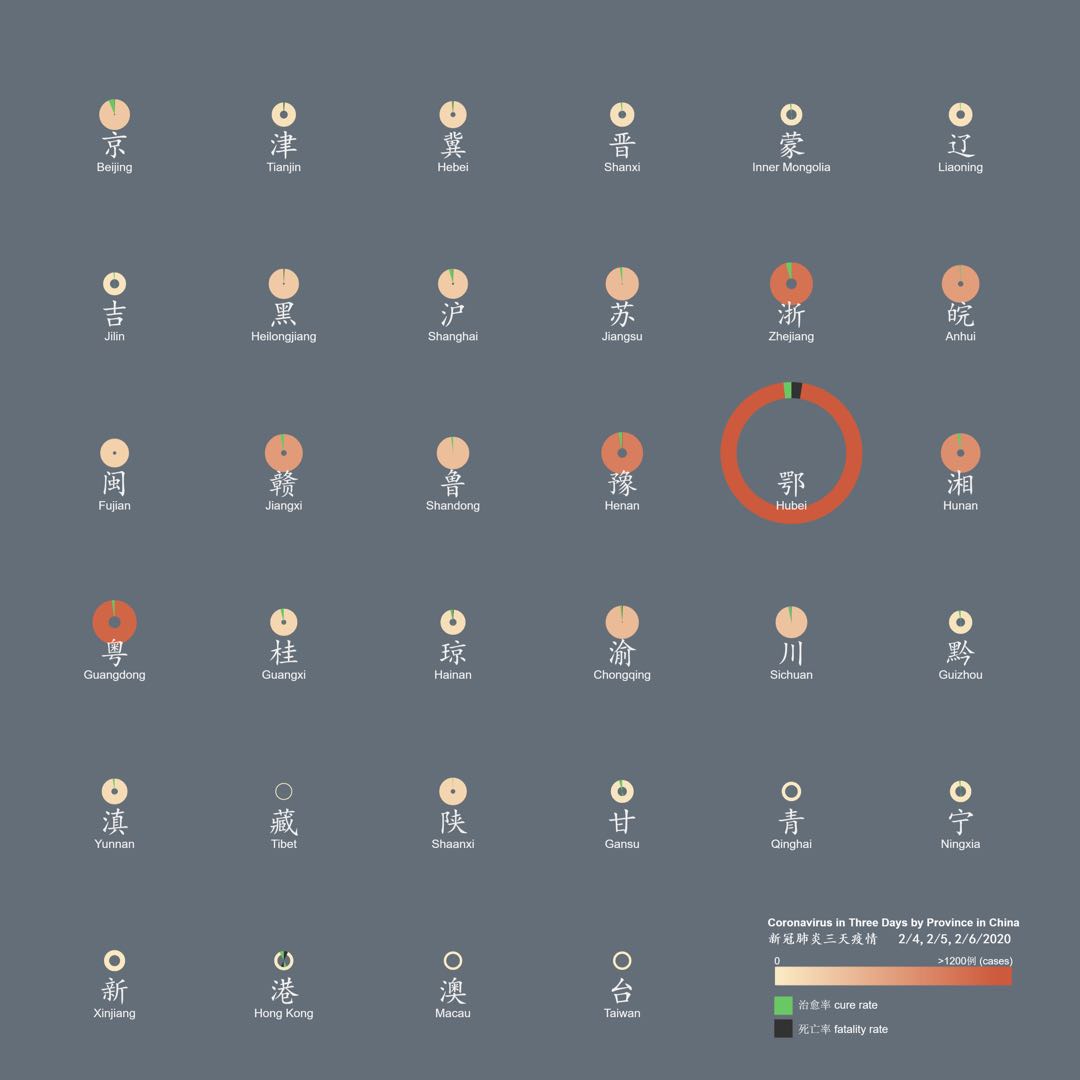 京
Beijing
津
Tianjin
冀
Hebei
晋
Shanxi
蒙
Inner Mongolia
辽
Liaoning
吉
Jilin
黑
Heilongjiang
沪
Shanghai
苏
Jiangsu
浙
Zhejiang
皖
Anhui
闽
Fujian
赣
Jiangxi
鲁
Shandong
豫
Henan
鄂
Hubei
湘
Hunan
粤
Guangdong
桂
Guangxi
琼
Hainan
渝
Chongqing
川
Sichuan
黔
Guizhou
滇
Yunnan
藏
Tibet
陕
Shaanxi
甘
Gansu
青
Qinghai
宁
Ningxia
新
Xinjiang
港
Hong Kong
澳
Macau
台
Taiwan
Coronavirus in Three Days by Province in China
新冠肺炎三天疫情 2/4, 2/5, 2/6/2020
0 >1200例 (cases)
治愈率 cure rate
死亡率 fatality rate